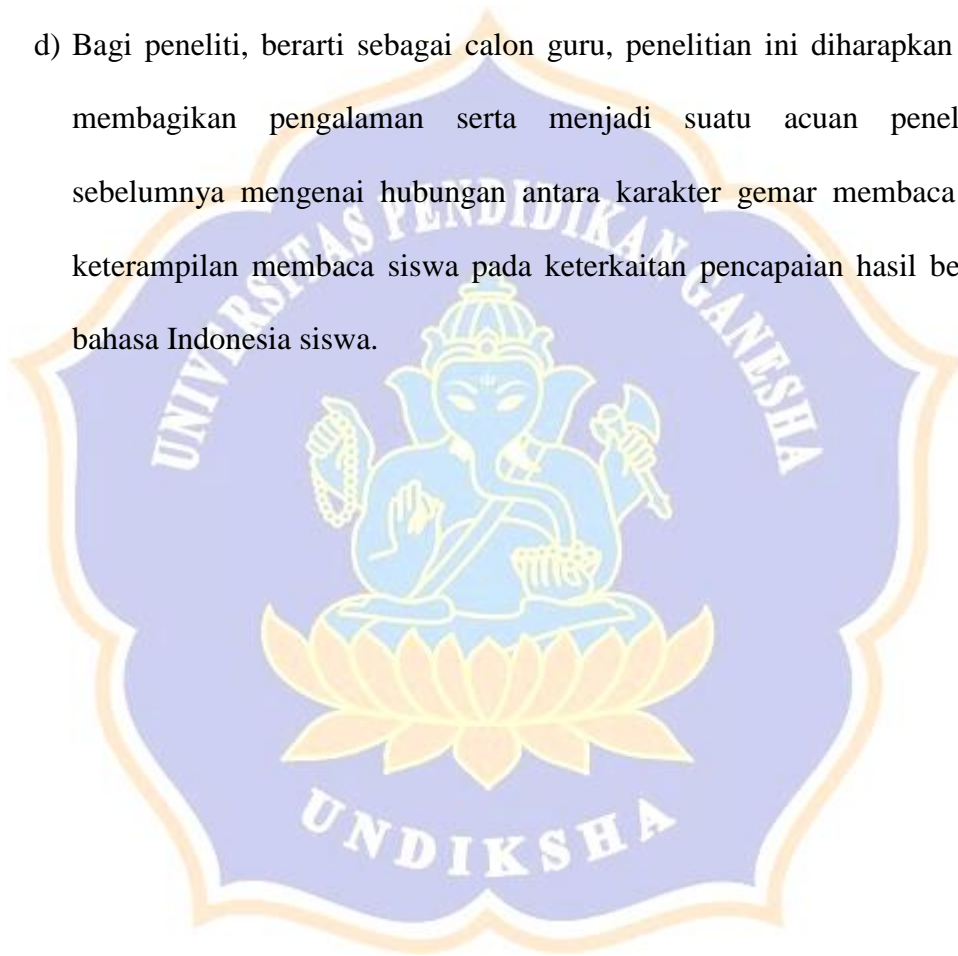 d) Bagi peneliti, berarti sebagai calon guru, penelitian ini diharapkan
membagikan pengalaman serta menjadi suatu acuan penel
sebelumnya mengenai hubungan antara karakter gemar membaca
keterampilan membaca siswa pada keterkaitan pencapaian hasil be
bahasa Indonesia siswa.
UNIVERSITAS PENDIDIKAN GANESHA
UNDIKSHA